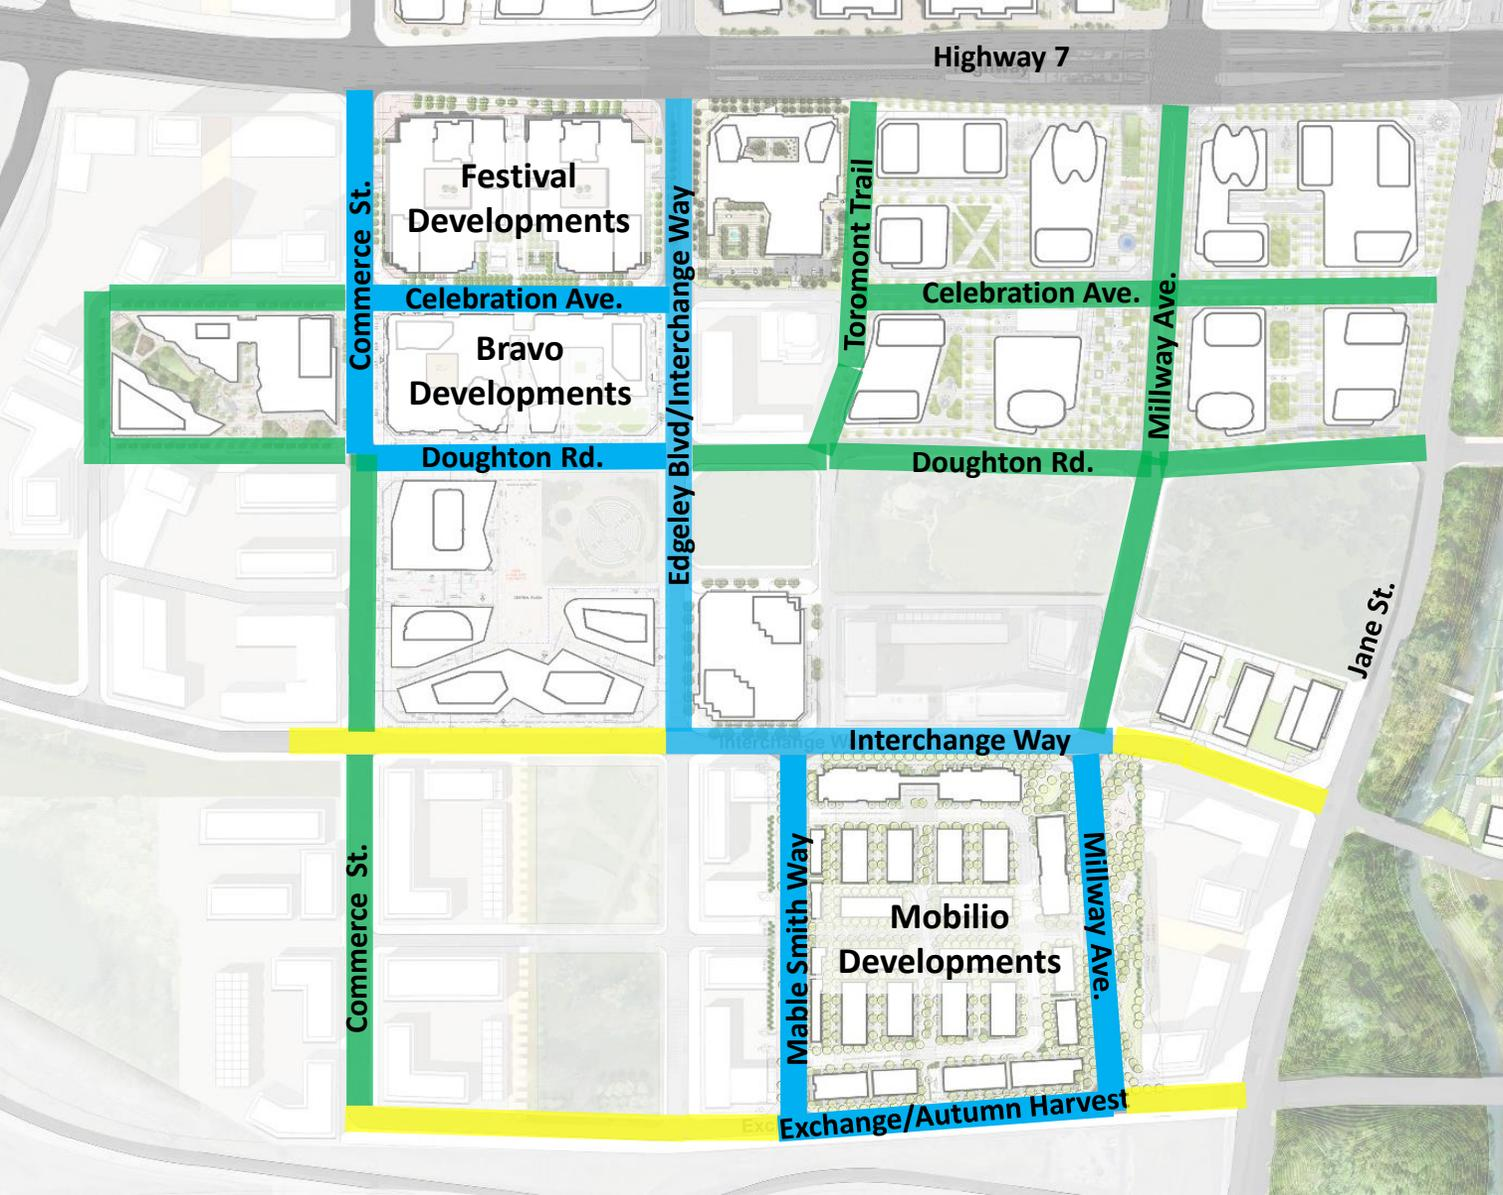 Highway 7
Festival
Developments
Commerce St.
Edgeley Blvd/Interchange Way
Toromont Trail
Celebration Ave.
Celebration Ave.
Millway Ave.
Bravo
Developments
Doughton Rd.
Doughton Rd.
Jane St.
Interchange Way
Commerce St.
Mable Smith Way
Mobilio
Developments
Millway Ave.
Exchange/Autumn Harvest